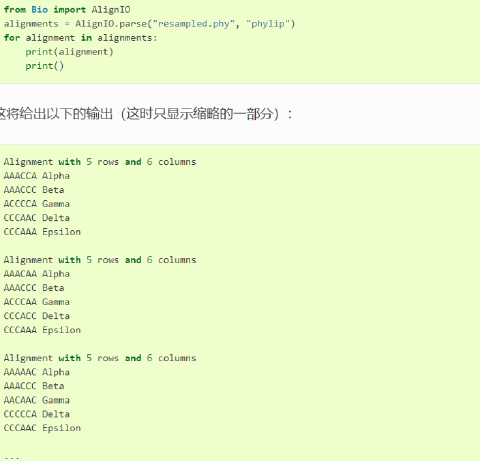 from Bio import AlignIO
alignments = AlignIO.parse("resampled.phy", "phylip")
for alignment in alignments:
    print(alignment)
    print()
这将给出以下的输出（这时只显示缩略的一部分）：
Alignment with 5 rows and 6 columns
AAACCA Alpha
AAACCC Beta
ACCCCA Gamma
CCCAAC Delta
CCCAAA Epsilon
Alignment with 5 rows and 6 columns
AAACAA Alpha
AAACCC Beta
ACCCAA Gamma
CCCACC Delta
CCCAAA Epsilon
Alignment with 5 rows and 6 columns
AAAAAC Alpha
AAACCC Beta
AACAAC Gamma
CCCCCA Delta
CCCAAC Epsilon
...